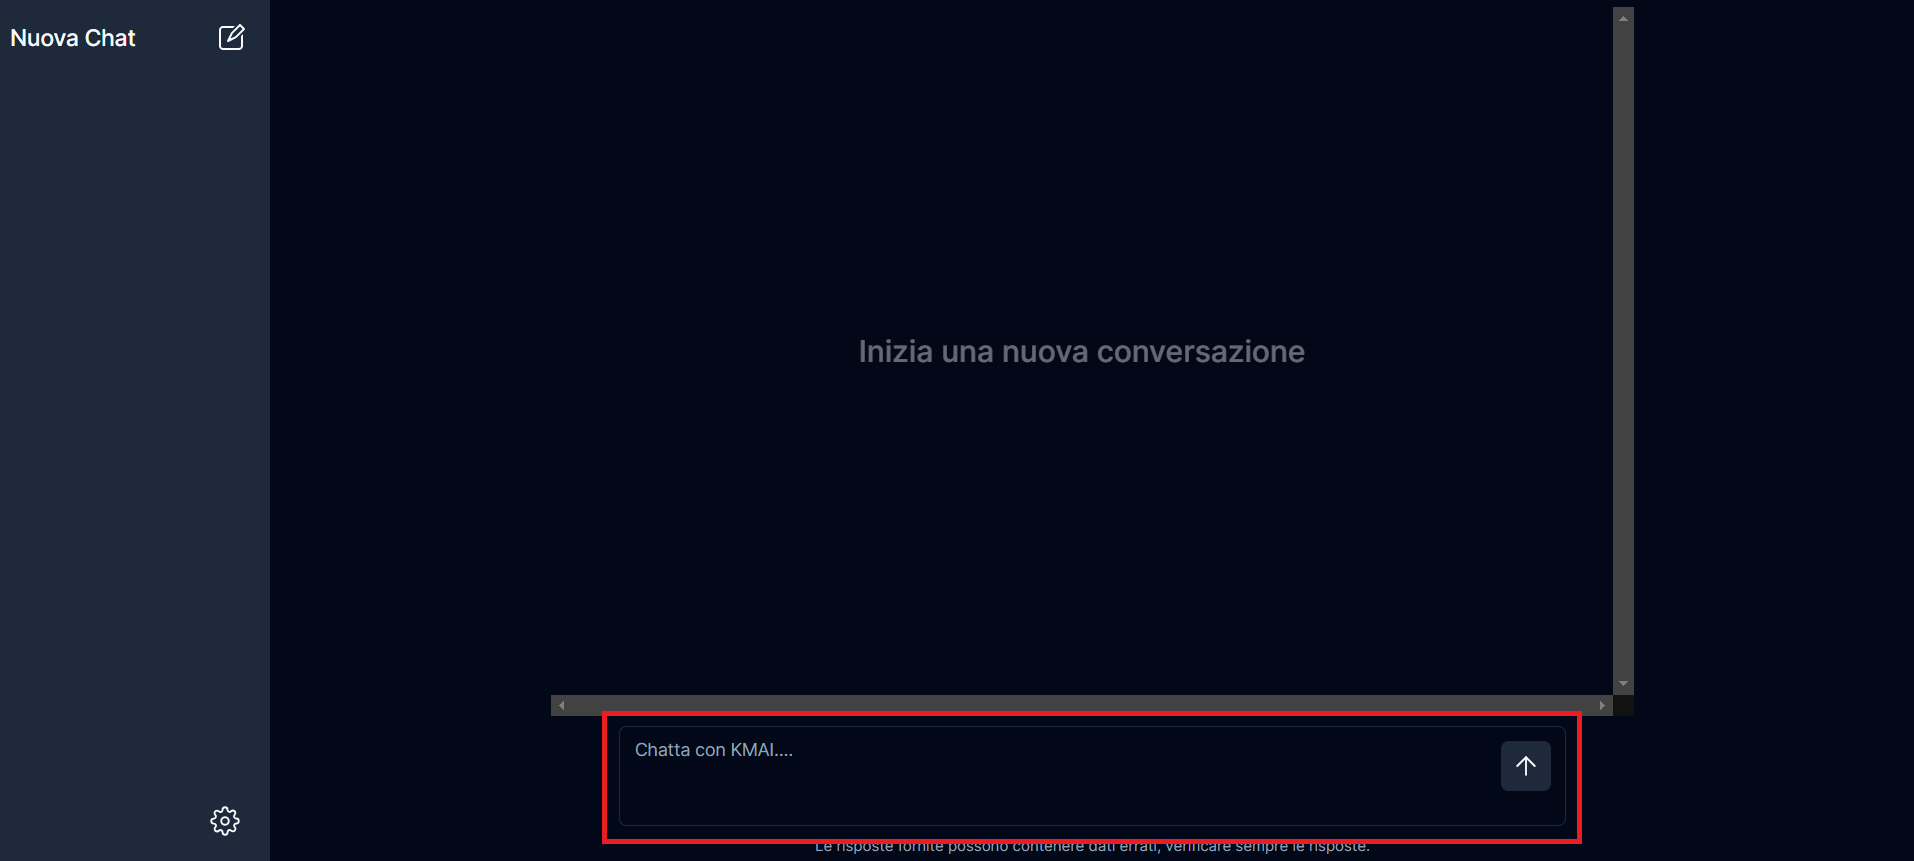 Nuova Chat
Inizia una nuova conversazione
Chatta con KMAI....
Le risposte fornite possono contenere dati errati, verificare sempre le risposte.